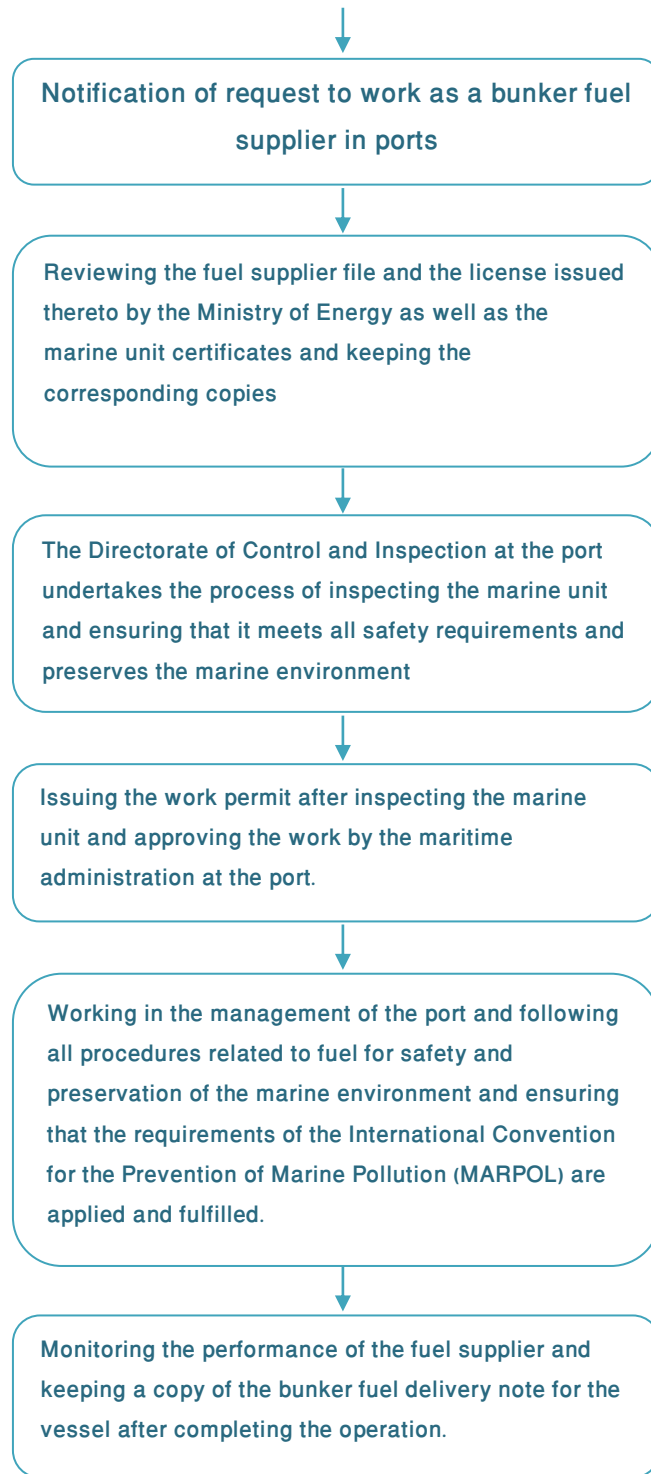 Notification of request to work as a bunker fuel
supplier in ports
Reviewing the fuel supplier file and the license issued
thereto by the Ministry of Energy as well as the
marine unit certificates and keeping the
corresponding copies
The Directorate of Control and Inspection at the port
undertakes the process of inspecting the marine unit
and ensuring that it meets all safety requirements and
preserves the marine environment
Issuing the work permit after inspecting the marine
unit and approving the work by the maritime
administration at the port.
Working in the management of the port and following
all procedures related to fuel for safety and
preservation of the marine environment and ensuring
that the requirements of the International Convention
for the Prevention of Marine Pollution (MARPOL) are
applied and fulfilled.
Monitoring the performance of the fuel supplier and
keeping a copy of the bunker fuel delivery note for the
vessel after completing the operation.